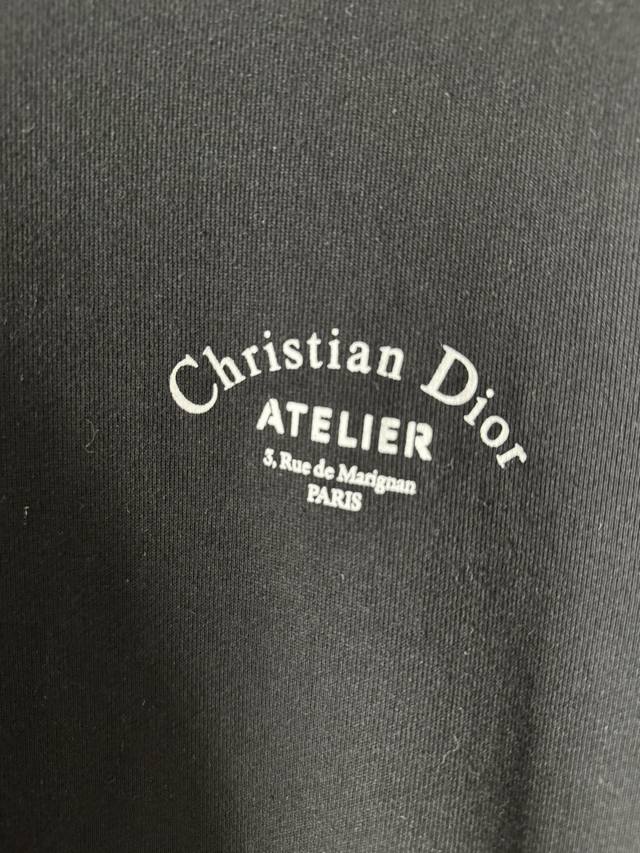 Christian Dior
ATELIER
3, Rue de Marignan
PARIS